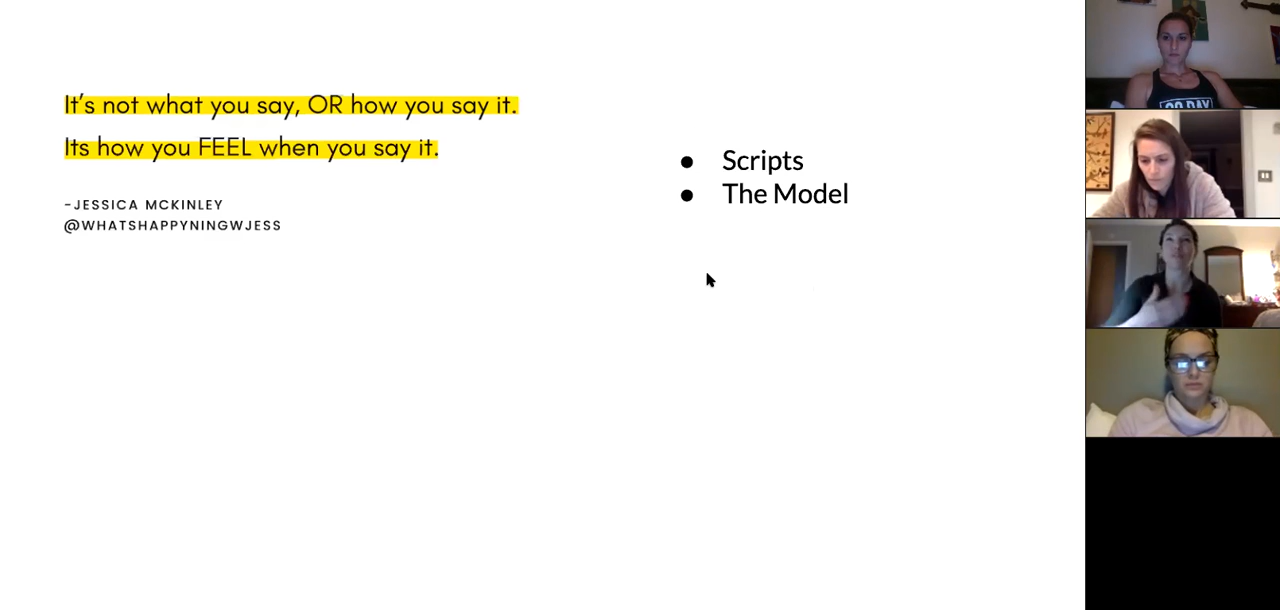 It's not what you say, OR how you say it.
Its how you FEEL when you say it.
-JESSICA MCKINLEY
@WHATSHAPPYNINGWJESS
● Scripts
● The Model